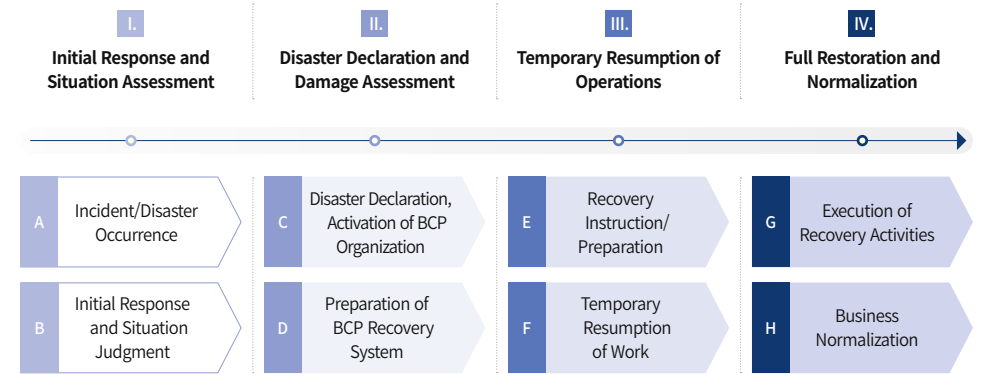 I.
Initial Response and
Situation Assessment
II.
Disaster Declaration and
Damage Assessment
III.
Temporary Resumption of
Operations
IV.
Full Restoration and
Normalization
A
Incident/Disaster
Occurrence
B
Initial Response
and Situation
Judgment
C
Disaster Declaration,
Activation of BCP
Organization
D
Preparation of
BCP Recovery
System
E
Recovery
Instruction/
Preparation
F
Temporary
Resumption
of Work
G
Execution of
Recovery Activities
H
Business
Normalization